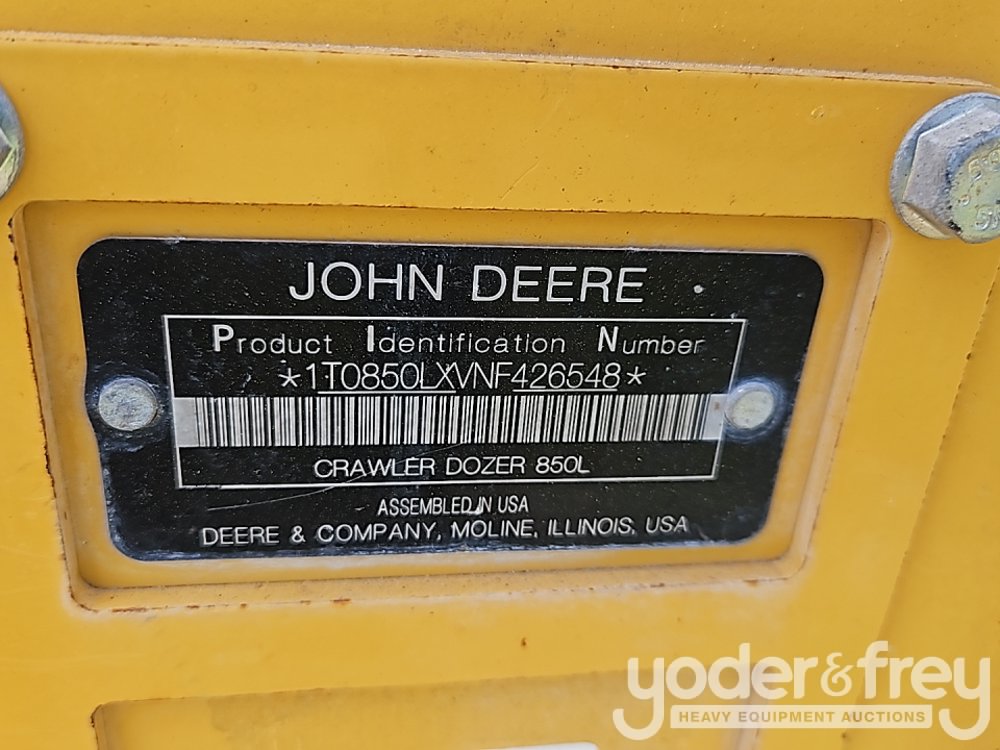 JOHN DEERE
Product Identification Number
*1T0850LXVNF426548*
CRAWLER DOZER 850L
ASSEMBLED IN USA
DEERE & COMPANY, MOLINE, ILLINOIS, USA
yoder&frey
HEAVY EQUIPMENT AUCTIONS